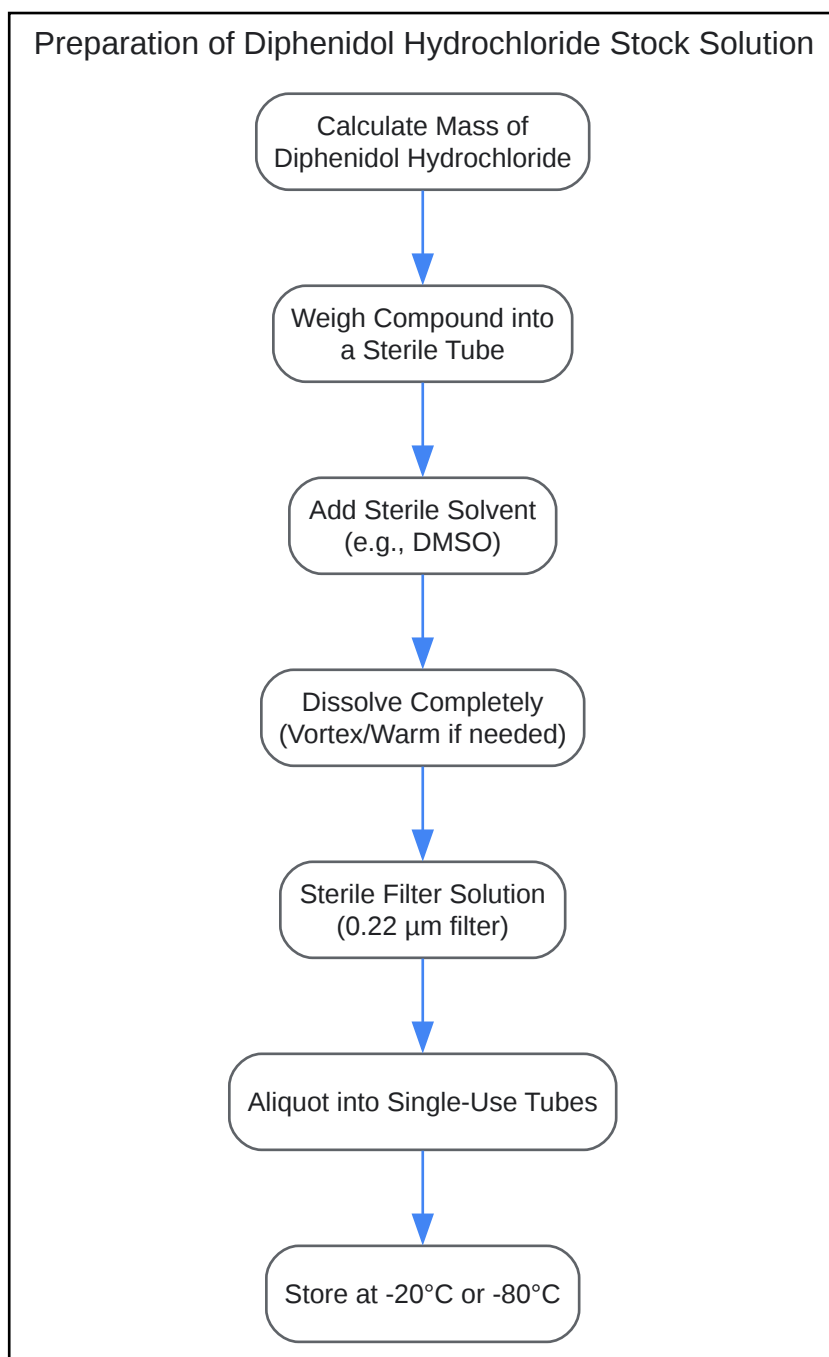 Preparation of Diphenidol Hydrochloride Stock Solution
Calculate Mass of
Diphenidol Hydrochloride
Weigh Compound into
a Sterile Tube
Add Sterile Solvent
(e.g., DMSO)
Dissolve Completely
(Vortex/Warm if needed)
Sterile Filter Solution
(0.22 µm filter)
Aliquot into Single-Use Tubes
Store at -20°C or -80°C